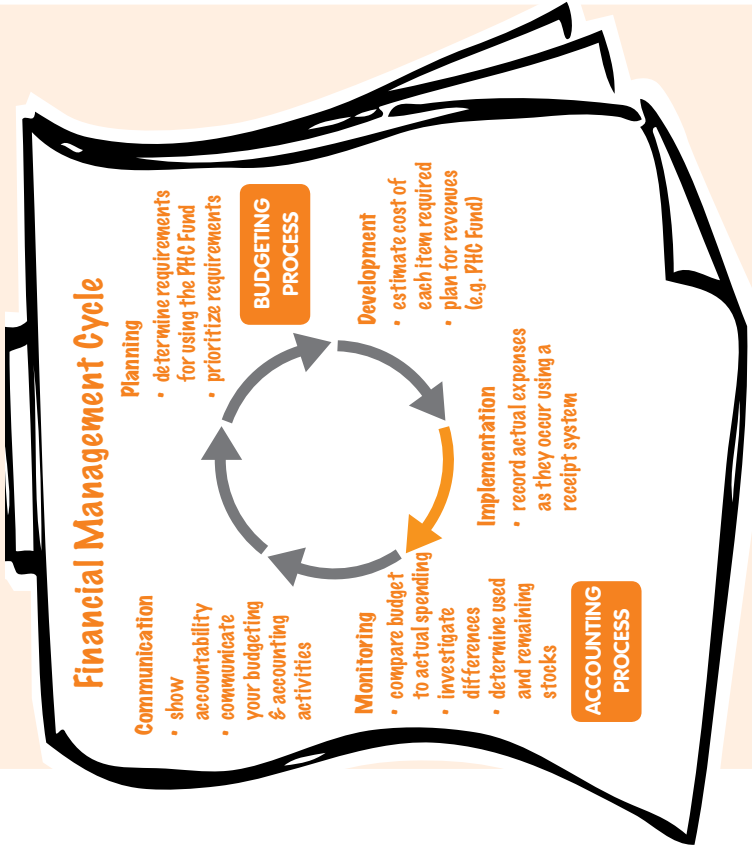 Financial Management Cycle
Communication
• show
accountability
• communicate
your budgeting
& accounting
activities
Planning
• determine requirements
for using the PHC Fund
• prioritize requirements
BUDGETING
PROCESS
Monitoring
• compare budget
to actual spending
• investigate
differences
• determine used
and remaining
stocks
Development
• estimate cost of
each item required
• plan for revenues
(e.g. PHC Fund)
Implementation
• record actual expenses
as they occur using a
receipt system
ACCOUNTING
PROCESS